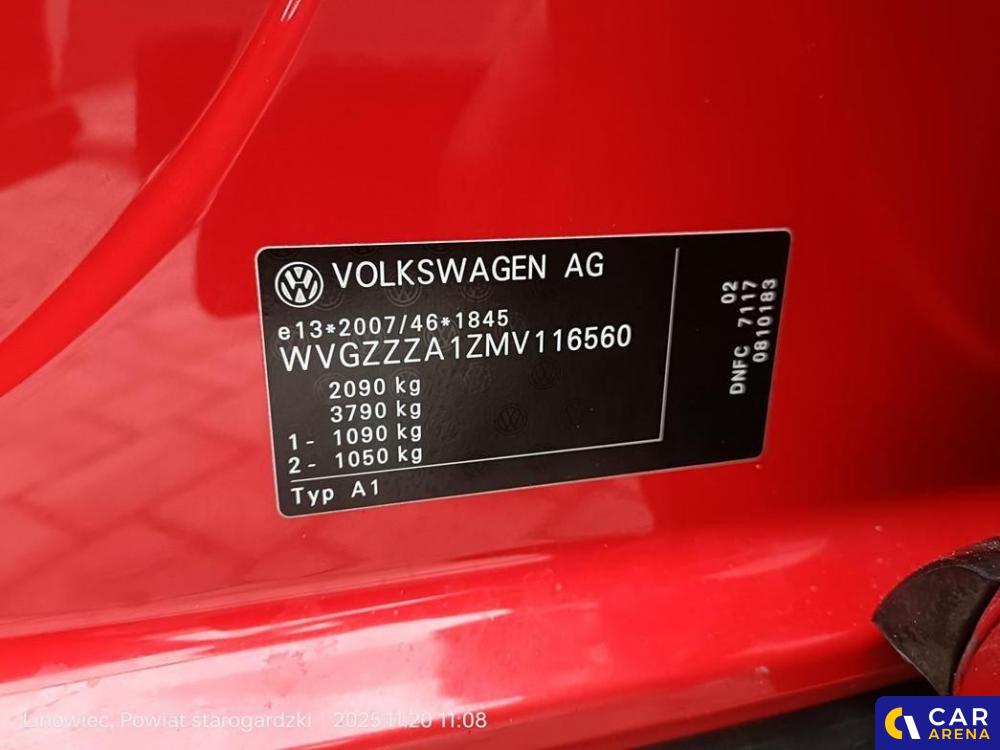 VOLKSWAGEN AG
e13*2007/46*1845
WVGZZZA1ZMV116560
2090 kg
3790 kg
1- 1090 kg
2- 1050 kg
Typ A1
02
DNFC 7117
0810183
Linowiec, Powiat starogardzki | 2025.11.20 11:08
CAR
ARENA